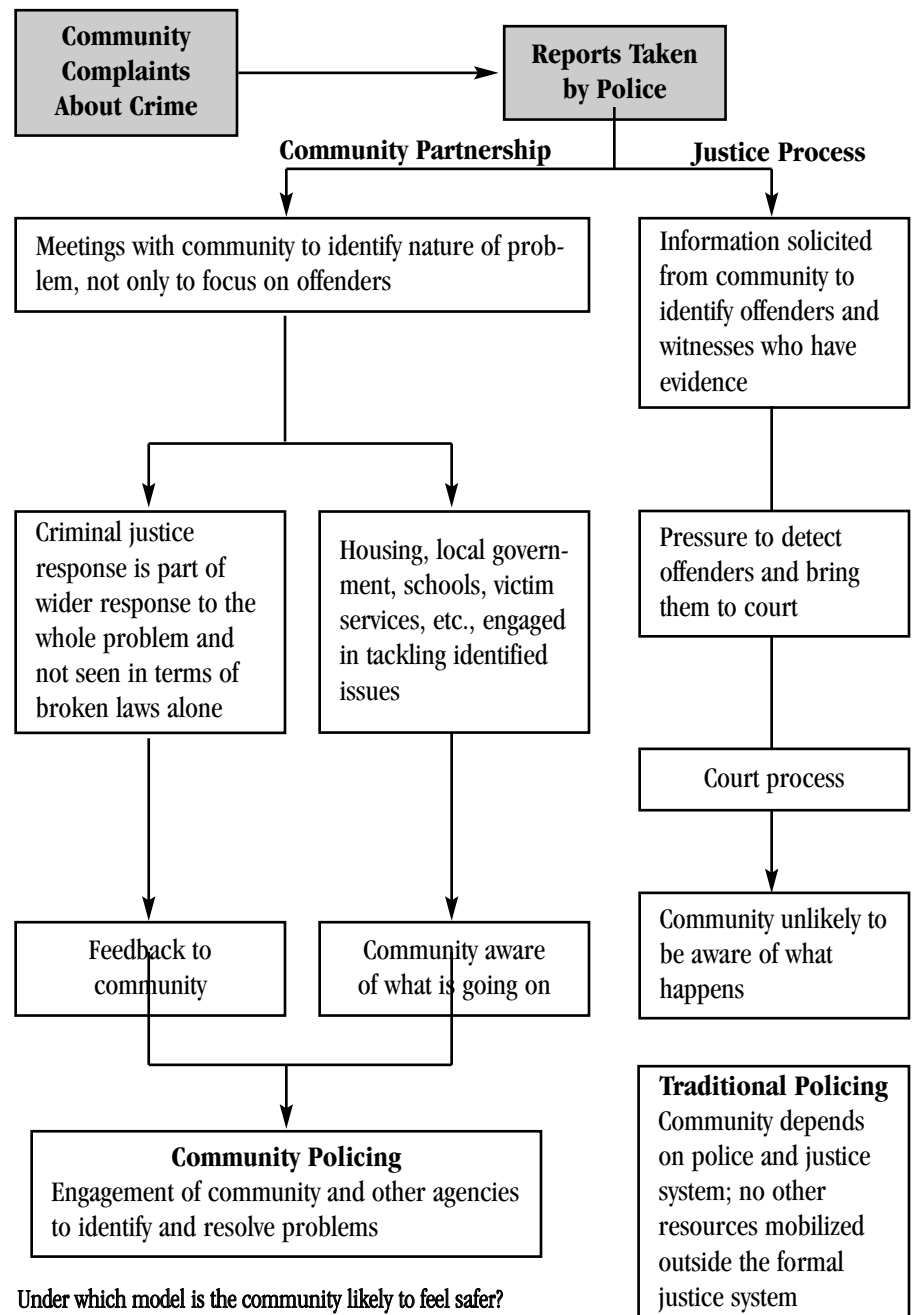 Community
Complaints
About Crime
Reports Taken
by Police
Community Partnership
Justice Process
Meetings with community to identify nature of prob-
lem, not only to focus on offenders
Information solicited
from community to
identify offenders and
witnesses who have
evidence
Criminal justice
response is part of
wider response to the
whole problem and
not seen in terms of
broken laws alone
Housing, local govern-
ment, schools, victim
services, etc., engaged
in tackling identified
issues
Pressure to detect
offenders and bring
them to court
Court process
Feedback to
community
Community aware
of what is going on
Community unlikely to
be aware of what
happens
Community Policing
Engagement of community and other agencies
to identify and resolve problems
Traditional Policing
Community depends
on police and justice
system; no other
resources mobilized
outside the formal
justice system
Under which model is the community likely to feel safer?